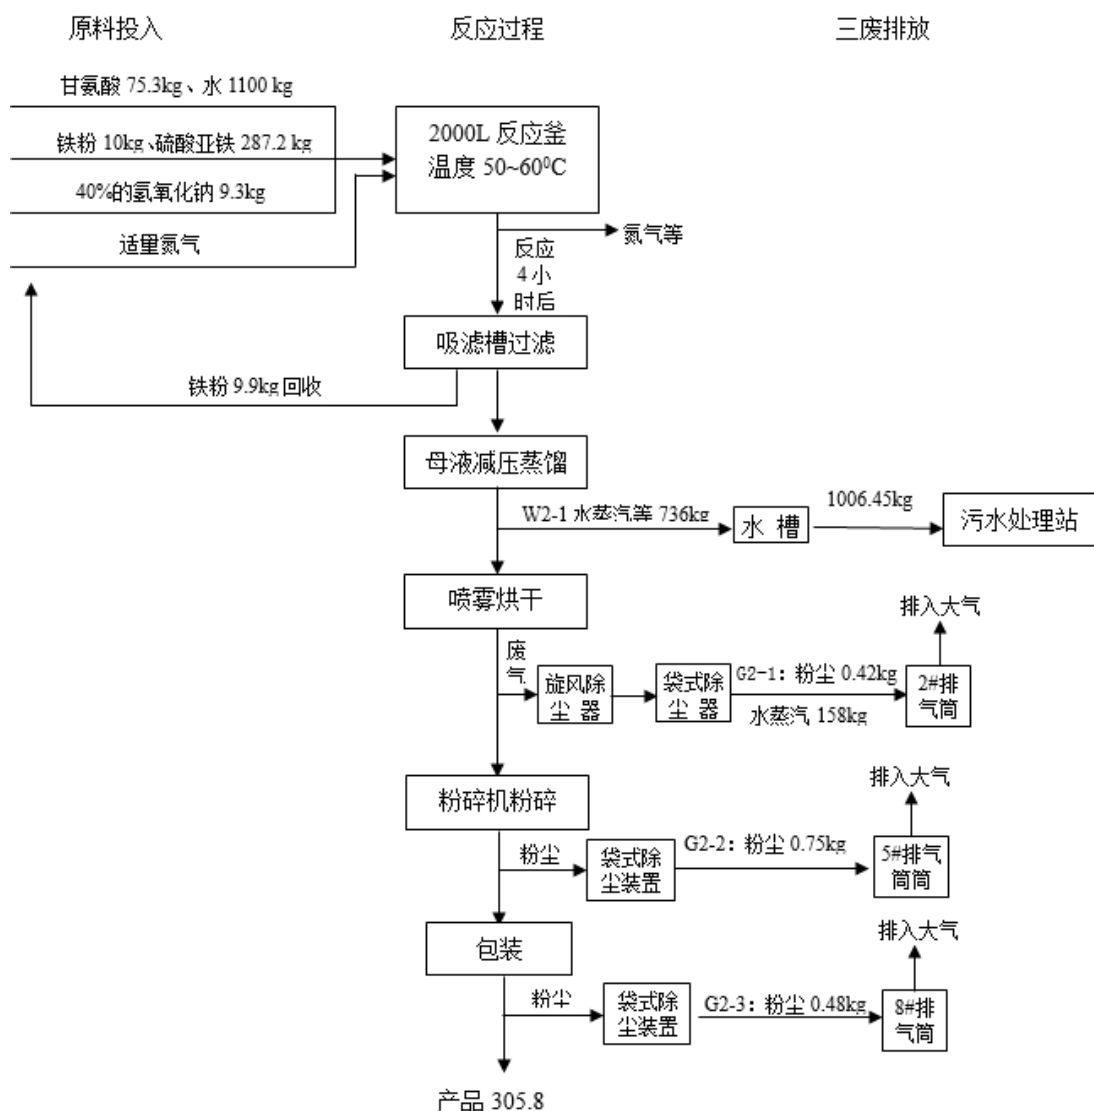 原料投入
反应过程
三废排放
甘氨酸 75.3kg、水 1100 kg
铁粉 10kg、硫酸亚铁 287.2 kg
40%的氢氧化钠 9.3kg
适量氮气
2000L 反应釜
温度 50~60⁰C
氮气等
反应
4 小
时后
吸滤槽过滤
铁粉 9.9kg 回收
母液减压蒸馏
W2-1 水蒸汽等 736kg
水 槽
1006.45kg
污水处理站
喷雾烘干
废
气
旋风除
尘 器
袋式除
尘 器
G2-1：粉尘 0.42kg
水蒸汽 158kg
排入大气
2#排
气筒
粉碎机粉碎
粉尘
袋式除
尘装置
G2-2：粉尘 0.75kg
排入大气
5#排气
筒筒
包装
粉尘
袋式除
尘装置
G2-3：粉尘 0.48kg
排入大气
8#排
气筒
产品 305.8